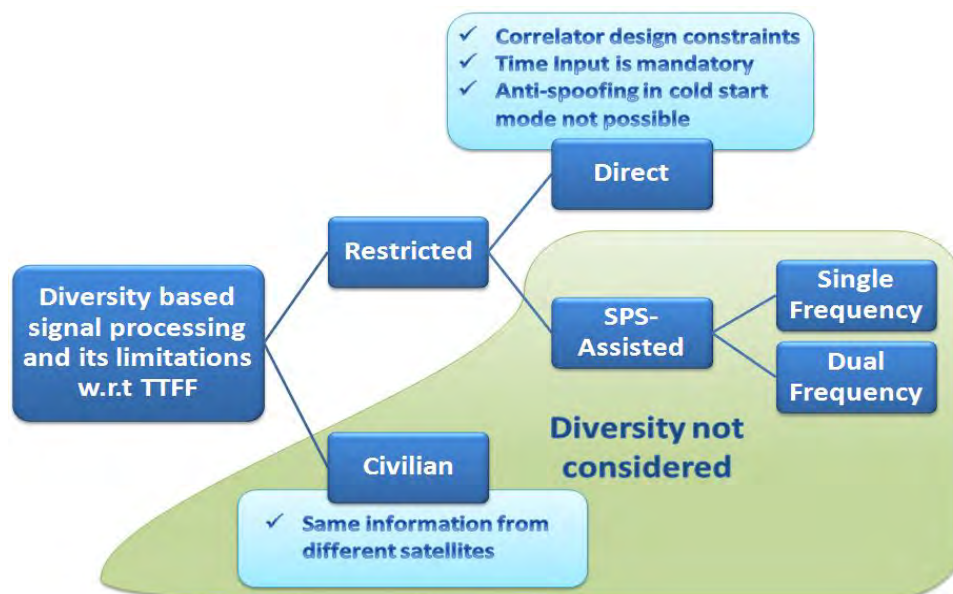 ✓ Correlator design constraints
✓ Time Input is mandatory
✓ Anti-spoofing in cold start
mode not possible
Direct
Restricted
Diversity based
signal processing
and its limitations
w.r.t TTFF
SPS-
Assisted
Single
Frequency
Dual
Frequency
Diversity not
considered
Civilian
✓ Same information from
different satellites